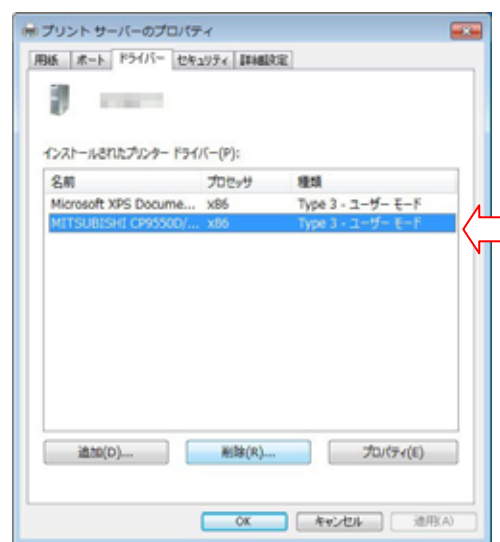 プリント サーバーのプロパティ
用紙 ポート ドライバー セキュリティ 詳細設定
インストールされたプリンター ドライバー(P):
名前 プロセッサ 種類
Microsoft XPS Docume... x86 Type 3 - ユーザー モード
MITSUBISHI CP9550D/... x86 Type 3 - ユーザー モード
追加(D)... 削除(R)... プロパティ(E)
OK キャンセル 適用(A)